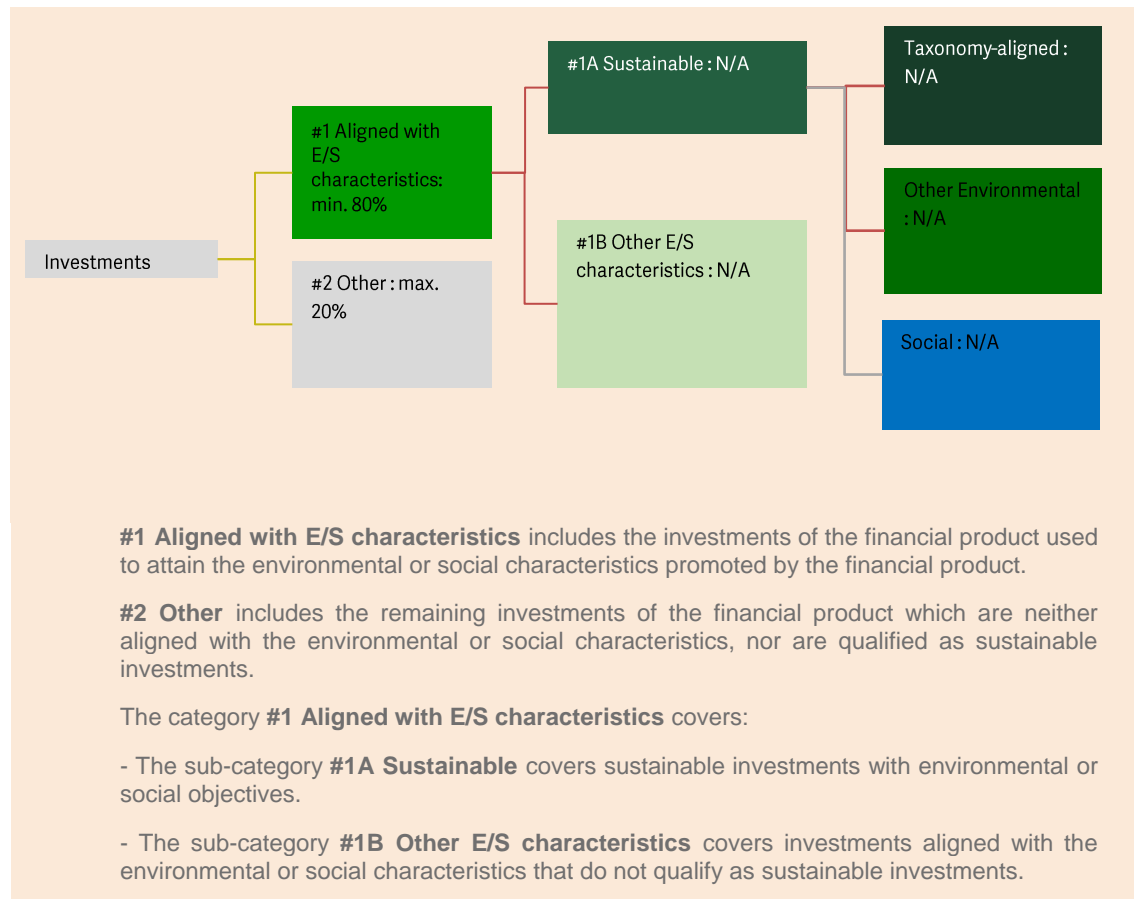 Investments
#1 Aligned with
E/S
characteristics:
min. 80%
#2 Other : max.
20%
#1A Sustainable : N/A
#1B Other E/S
characteristics : N/A
Taxonomy-aligned :
N/A
Other Environmental
: N/A
Social : N/A
#1 Aligned with E/S characteristics includes the investments of the financial product used
to attain the environmental or social characteristics promoted by the financial product.
#2 Other includes the remaining investments of the financial product which are neither
aligned with the environmental or social characteristics, nor are qualified as sustainable
investments.
The category #1 Aligned with E/S characteristics covers:
- The sub-category #1A Sustainable covers sustainable investments with environmental or
social objectives.
- The sub-category #1B Other E/S characteristics covers investments aligned with the
environmental or social characteristics that do not qualify as sustainable investments.